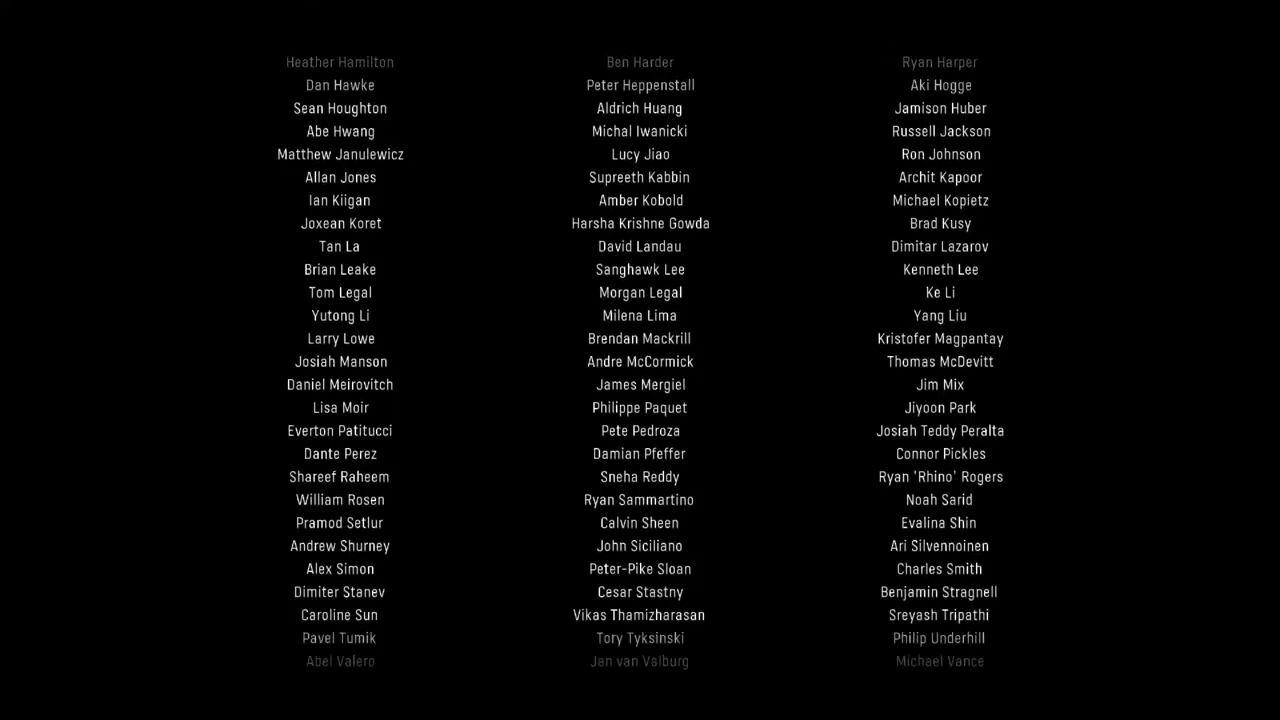 Heather Hamilton Ben Harder Ryan Harper
Dan Hawke Peter Heppenstall Aki Hogge
Sean Houghton Aldrich Huang Jamison Huber
Abe Hwang Michal Iwanicki Russell Jackson
Matthew Janulewicz Lucy Jiao Ron Johnson
Allan Jones Supreeth Kabbin Archit Kapoor
Ian Kiigan Amber Kobold Michael Kopietz
Joxean Koret Harsha Krishne Gowda Brad Kusy
Tan La David Landau Dimitar Lazarov
Brian Leake Sanghawk Lee Kenneth Lee
Tom Legal Morgan Legal Ke Li
Yutong Li Milena Lima Yang Liu
Larry Lowe Brendan Mackrill Kristofer Magpantay
Josiah Manson Andre McCormick Thomas McDevitt
Daniel Meirovitch James Mergiel Jim Mix
Lisa Moir Philippe Paquet Jiyoon Park
Everton Patitucci Pete Pedroza Josiah Teddy Peralta
Dante Perez Damian Pfeffer Connor Pickles
Shareef Raheem Sneha Reddy Ryan 'Rhino' Rogers
William Rosen Ryan Sammartino Noah Sarid
Pramod Setlur Calvin Sheen Evalina Shin
Andrew Shurney John Siciliano Ari Silvennoinen
Alex Simon Peter-Pike Sloan Charles Smith
Dimiter Stanev Cesar Stastny Benjamin Stragnell
Caroline Sun Vikas Thamizharasan Sreyash Tripathi
Pavel Tumik Tory Tyksinski Philip Underhill
Abel Valero Jan van Valburg Michael Vance